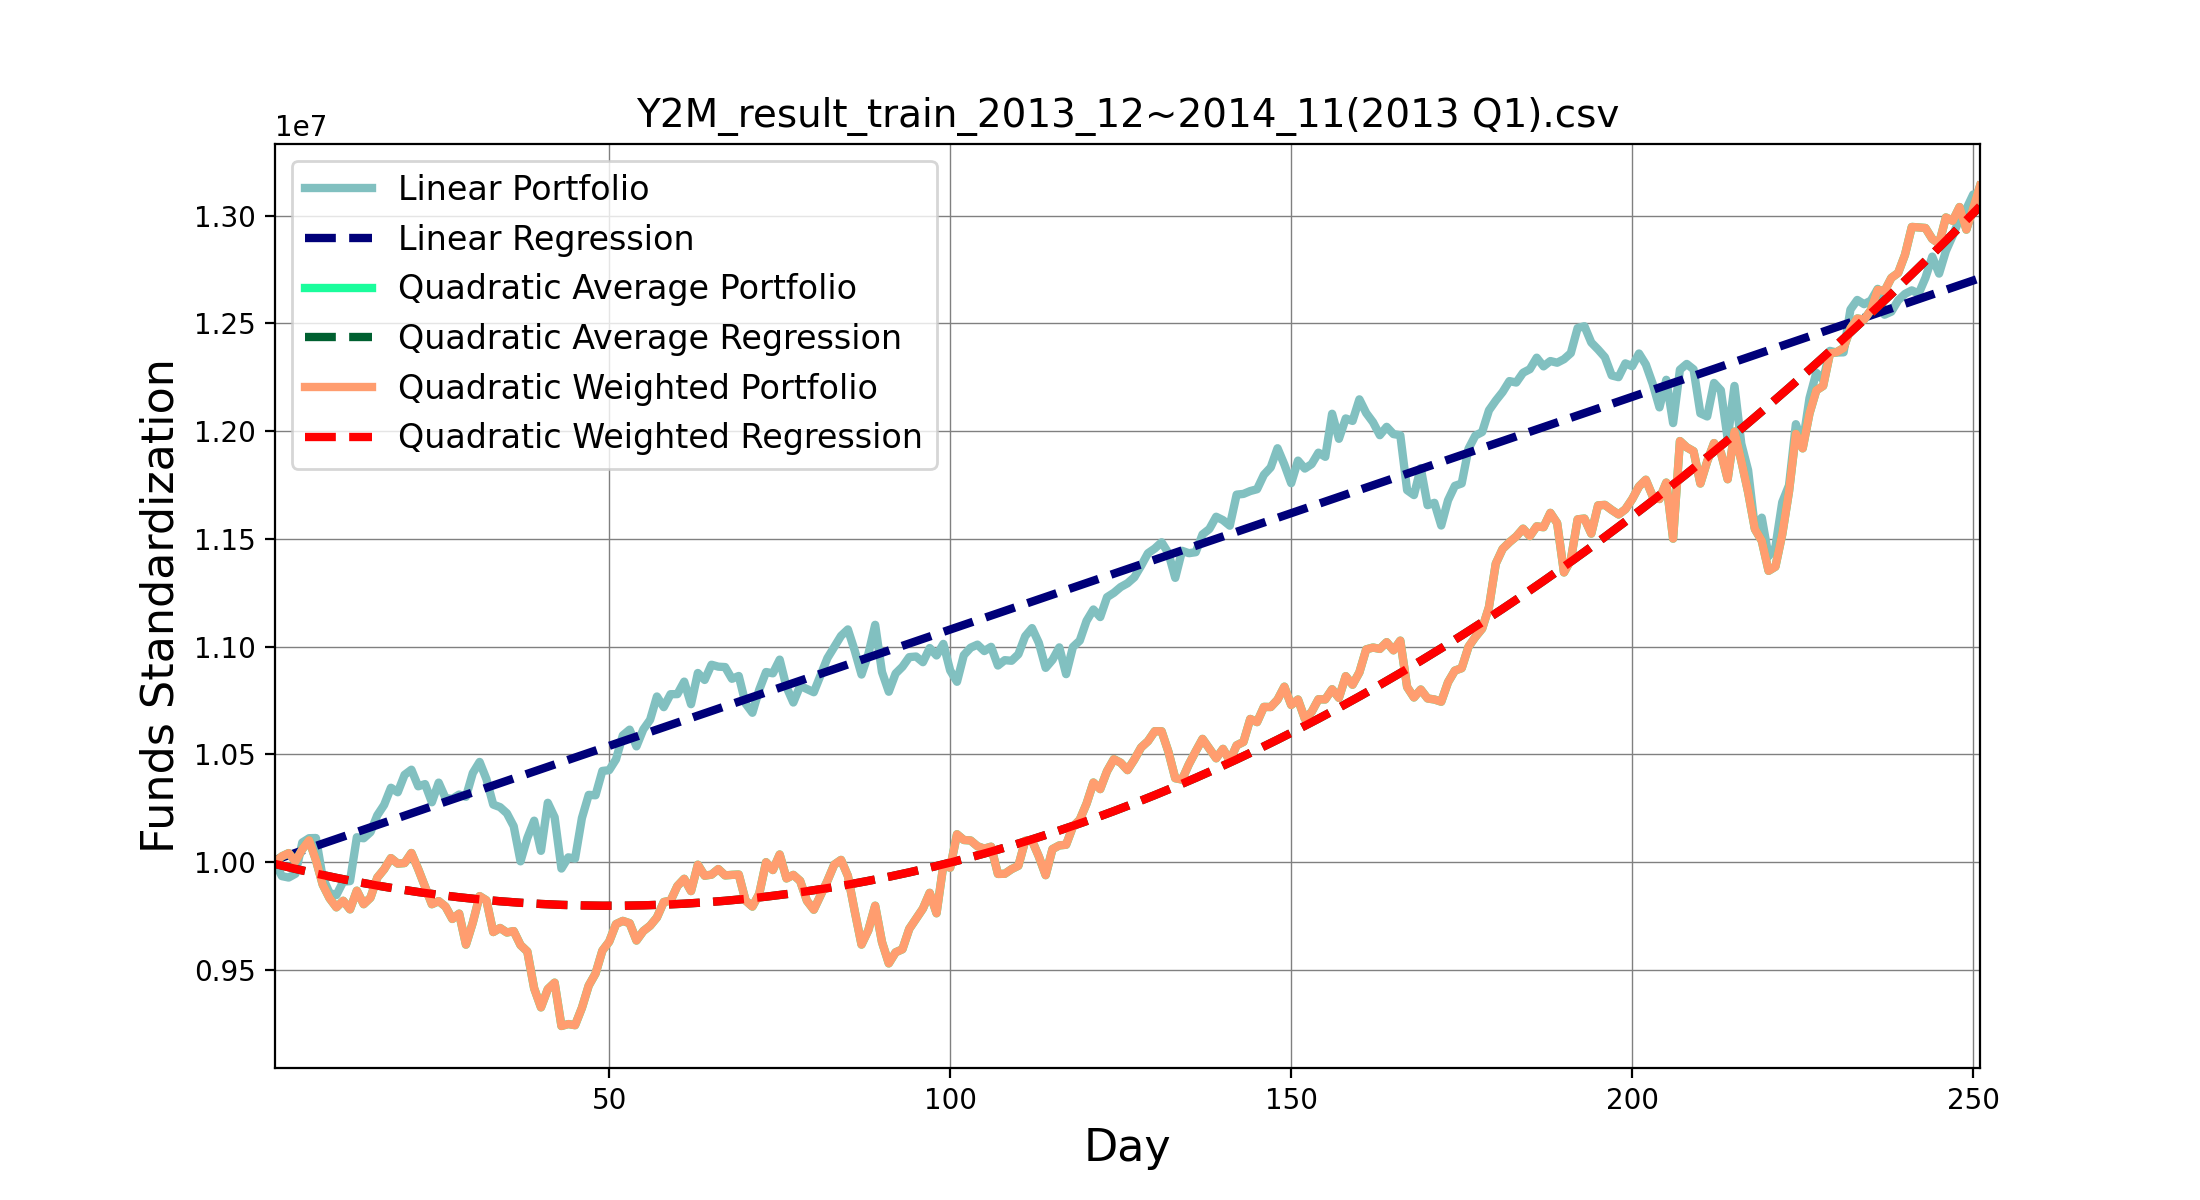 Y2M_result_train_2013_12~2014_11(2013 Q1).csv
1e7
Linear Portfolio
Linear Regression
Quadratic Average Portfolio
Quadratic Average Regression
Quadratic Weighted Portfolio
Quadratic Weighted Regression
Funds Standardization
1.30
1.25
1.20
1.15
1.10
1.05
1.00
0.95
50 100 150 200 250
Day